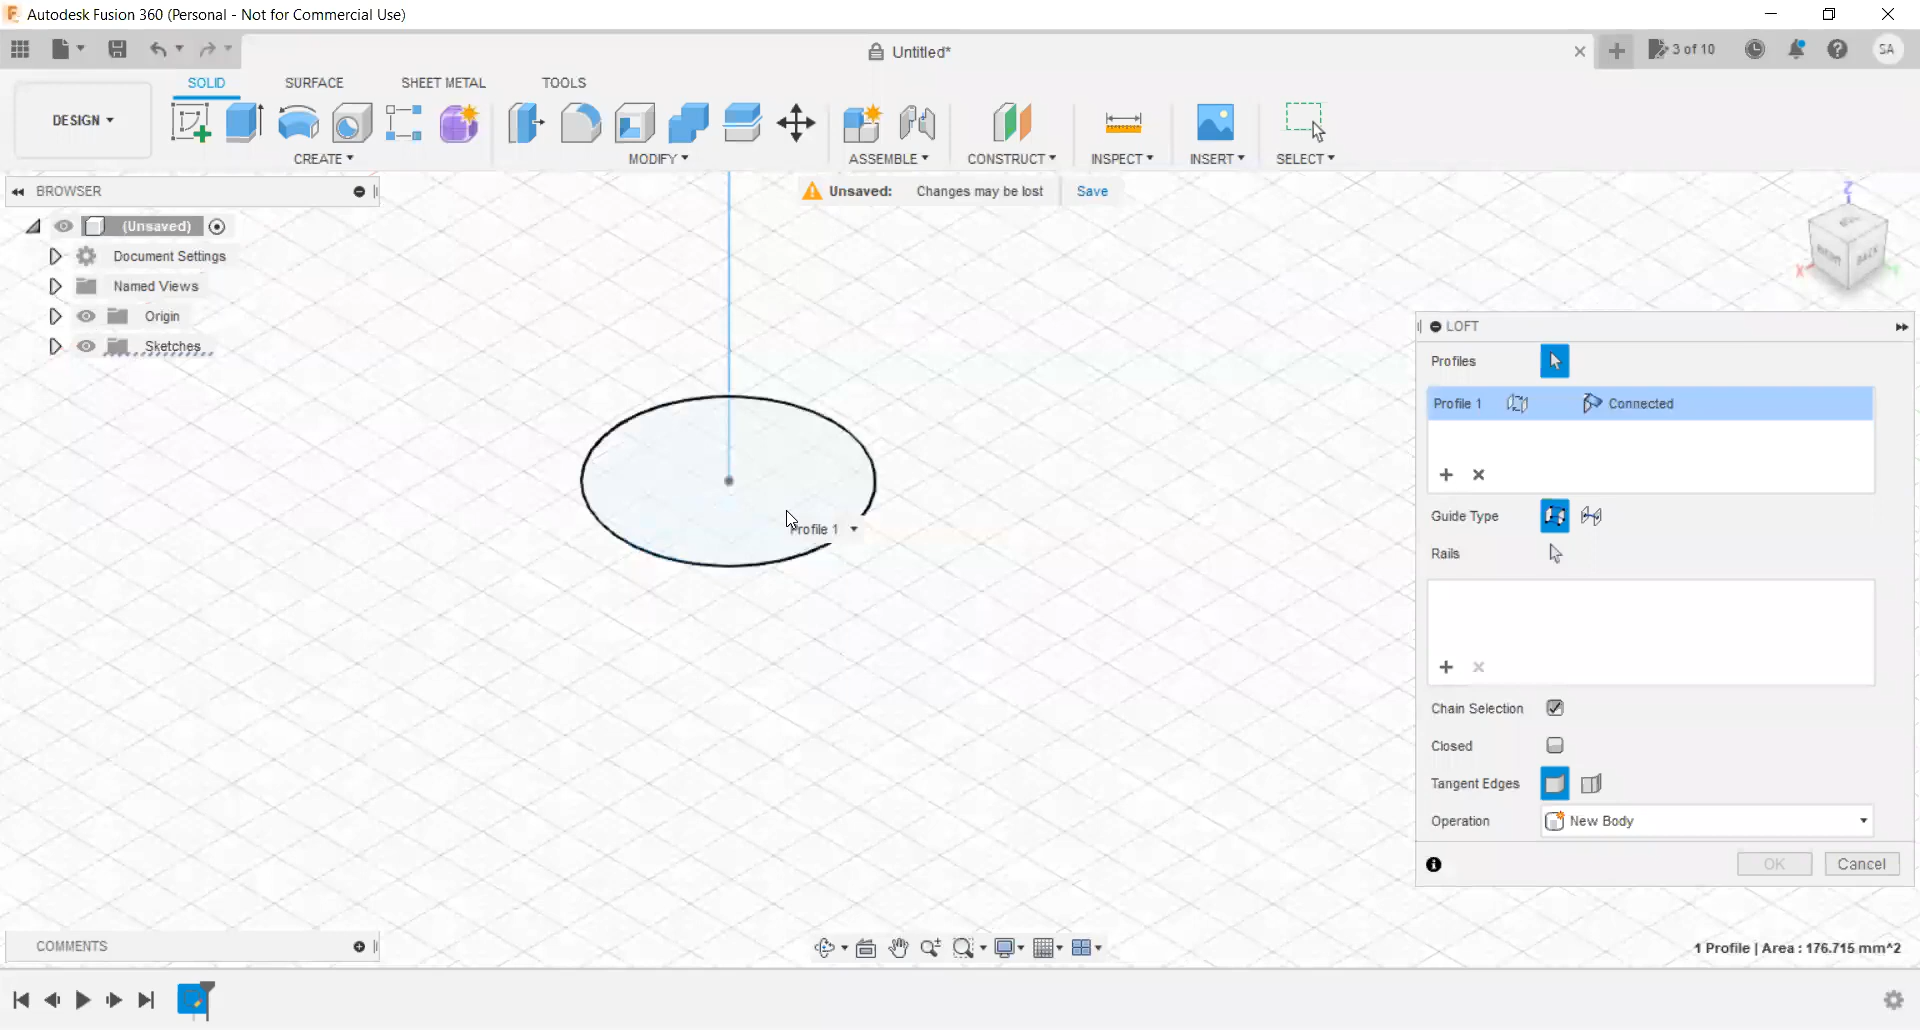 Autodesk Fusion 360 (Personal - Not for Commercial Use)
Untitled*
3 of 10
SA
DESIGN
SOLID
SURFACE
SHEET METAL
TOOLS
CREATE
MODIFY
ASSEMBLE
CONSTRUCT
INSPECT
INSERT
SELECT
BROWSER
Unsaved: Changes may be lost
Save
(Unsaved)
Document Settings
Named Views
Origin
Sketches
Z
RIGHT
BACK
X
Profile 1
LOFT
Profiles
Profile 1
Connected
Guide Type
Rails
Chain Selection
Closed
Tangent Edges
Operation
New Body
OK
Cancel
COMMENTS
1 Profile | Area : 176.715 mm^2